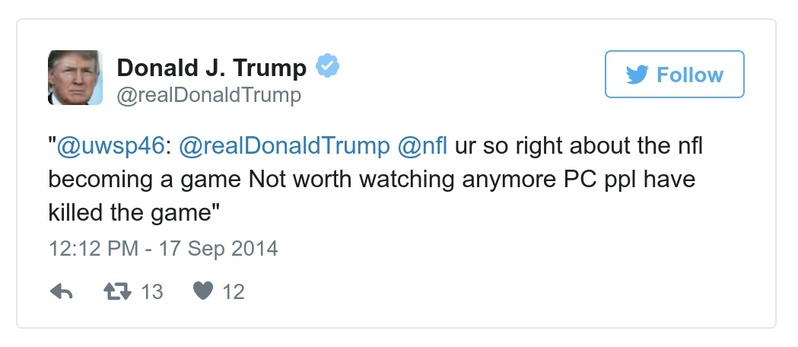 Donald J. Trump
@realDonaldTrump
Follow
"@uwsp46: @realDonaldTrump @nfl ur so right about the nfl
becoming a game Not worth watching anymore PC ppl have
killed the game"
12:12 PM - 17 Sep 2014
13 12